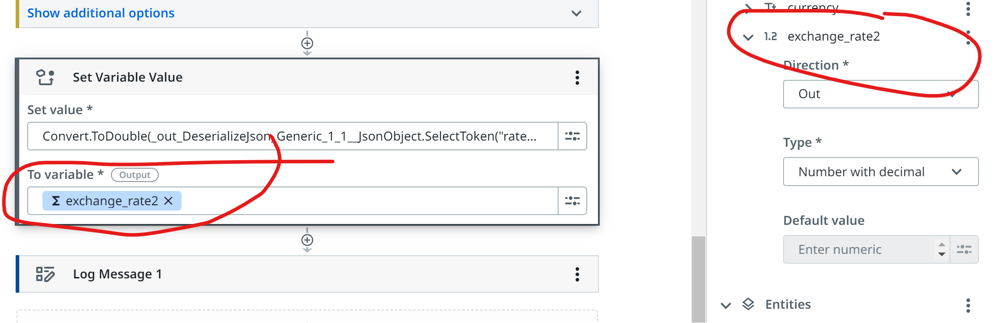 Show additional options
Set Variable Value
Set value *
Convert.ToDouble(_out_DeserializeJson_Generic_1_1__JsonObject.SelectToken("rate...
To variable * Output
Σ exchange_rate2 ×
Log Message 1
currency
1.2 exchange_rate2
Direction *
Out
Type *
Number with decimal
Default value
Enter numeric
Entities